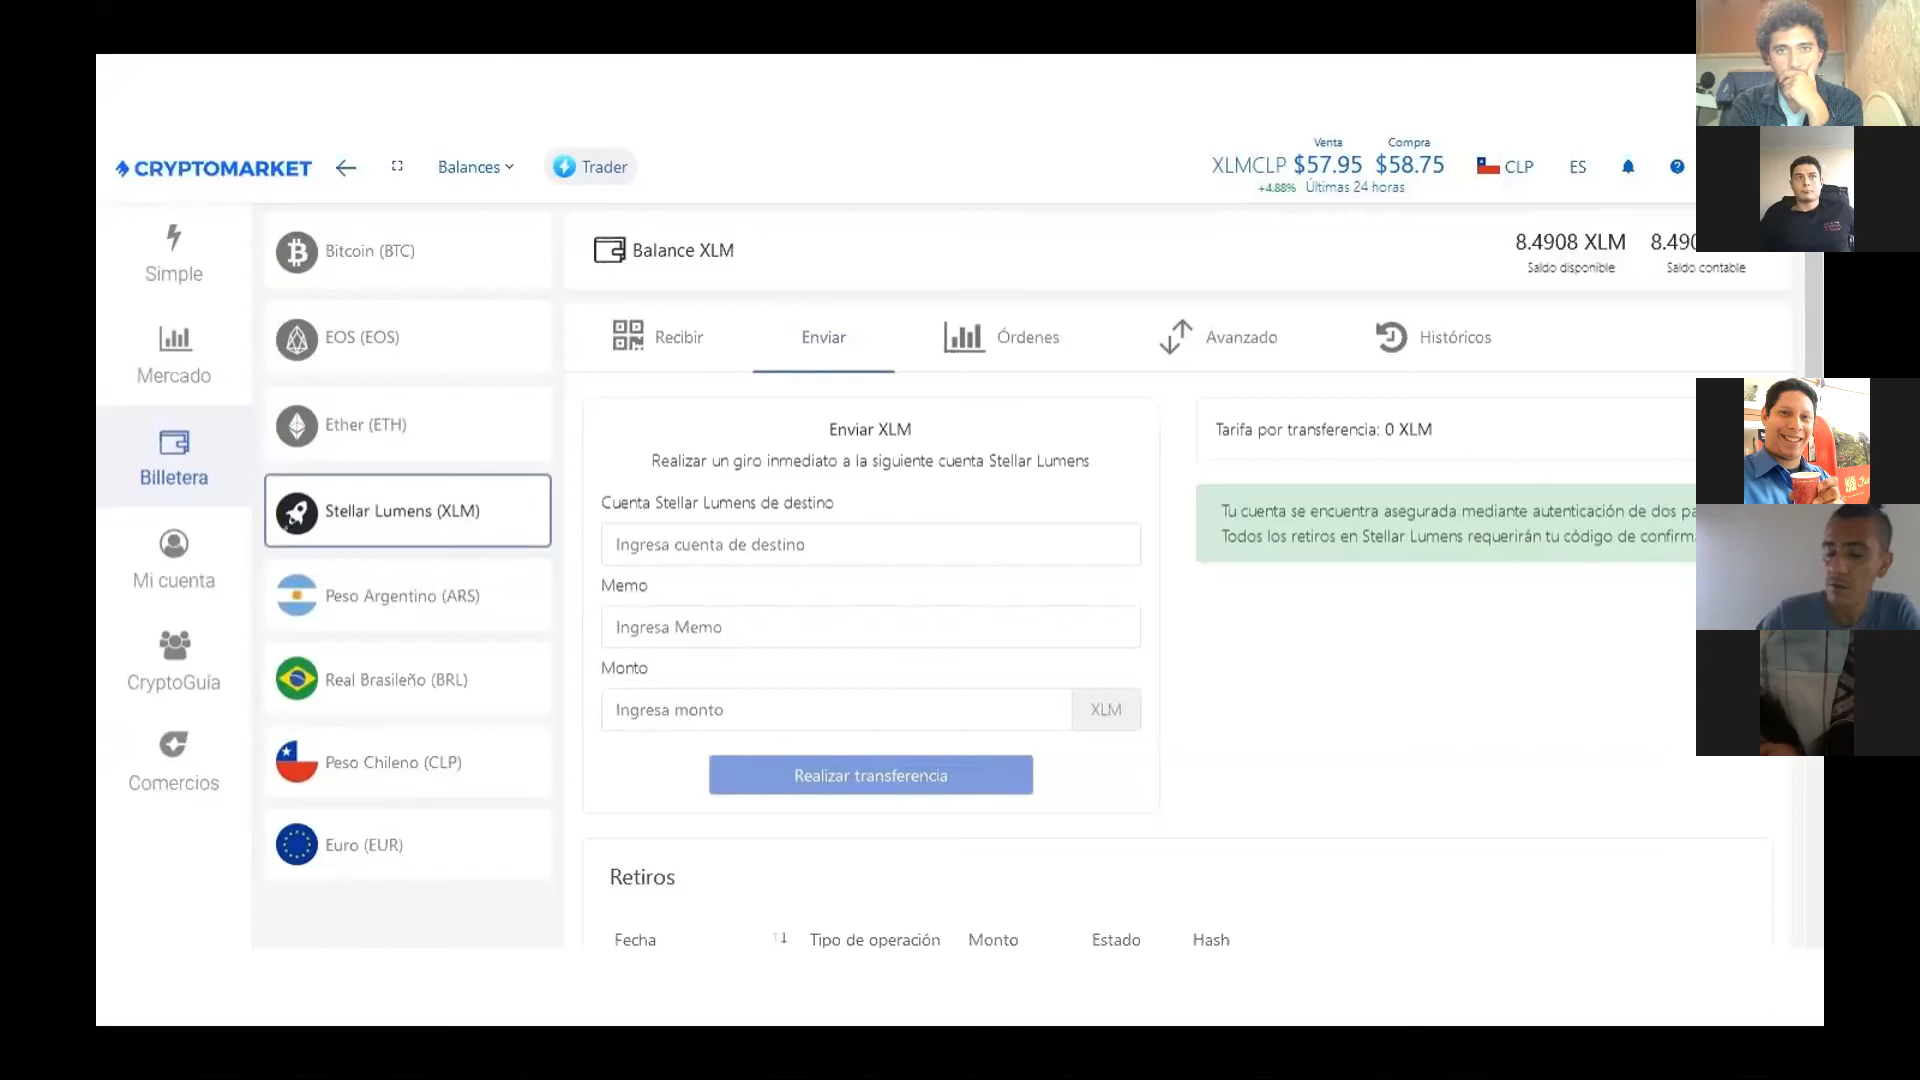 CRYPTOMARKET
Balances
Trader
Venta
Compra
XLMCLP $57.95 $58.75
+4.88% Últimas 24 horas
CLP
ES
Simple
Mercado
Billetera
Mi cuenta
CryptoGuía
Comercios
Bitcoin (BTC)
EOS (EOS)
Ether (ETH)
Stellar Lumens (XLM)
Peso Argentino (ARS)
Real Brasileño (BRL)
Peso Chileno (CLP)
Euro (EUR)
Balance XLM
8.4908 XLM
Saldo disponible
8.490
Saldo contable
Recibir
Enviar
Órdenes
Avanzado
Históricos
Enviar XLM
Realizar un giro inmediato a la siguiente cuenta Stellar Lumens
Cuenta Stellar Lumens de destino
Ingresa cuenta de destino
Memo
Ingresa Memo
Monto
Ingresa monto
XLM
Realizar transferencia
Tarifa por transferencia: 0 XLM
Tu cuenta se encuentra asegurada mediante autenticación de dos pa
Todos los retiros en Stellar Lumens requerirán tu código de confirma
Retiros
Fecha
Tipo de operación
Monto
Estado
Hash